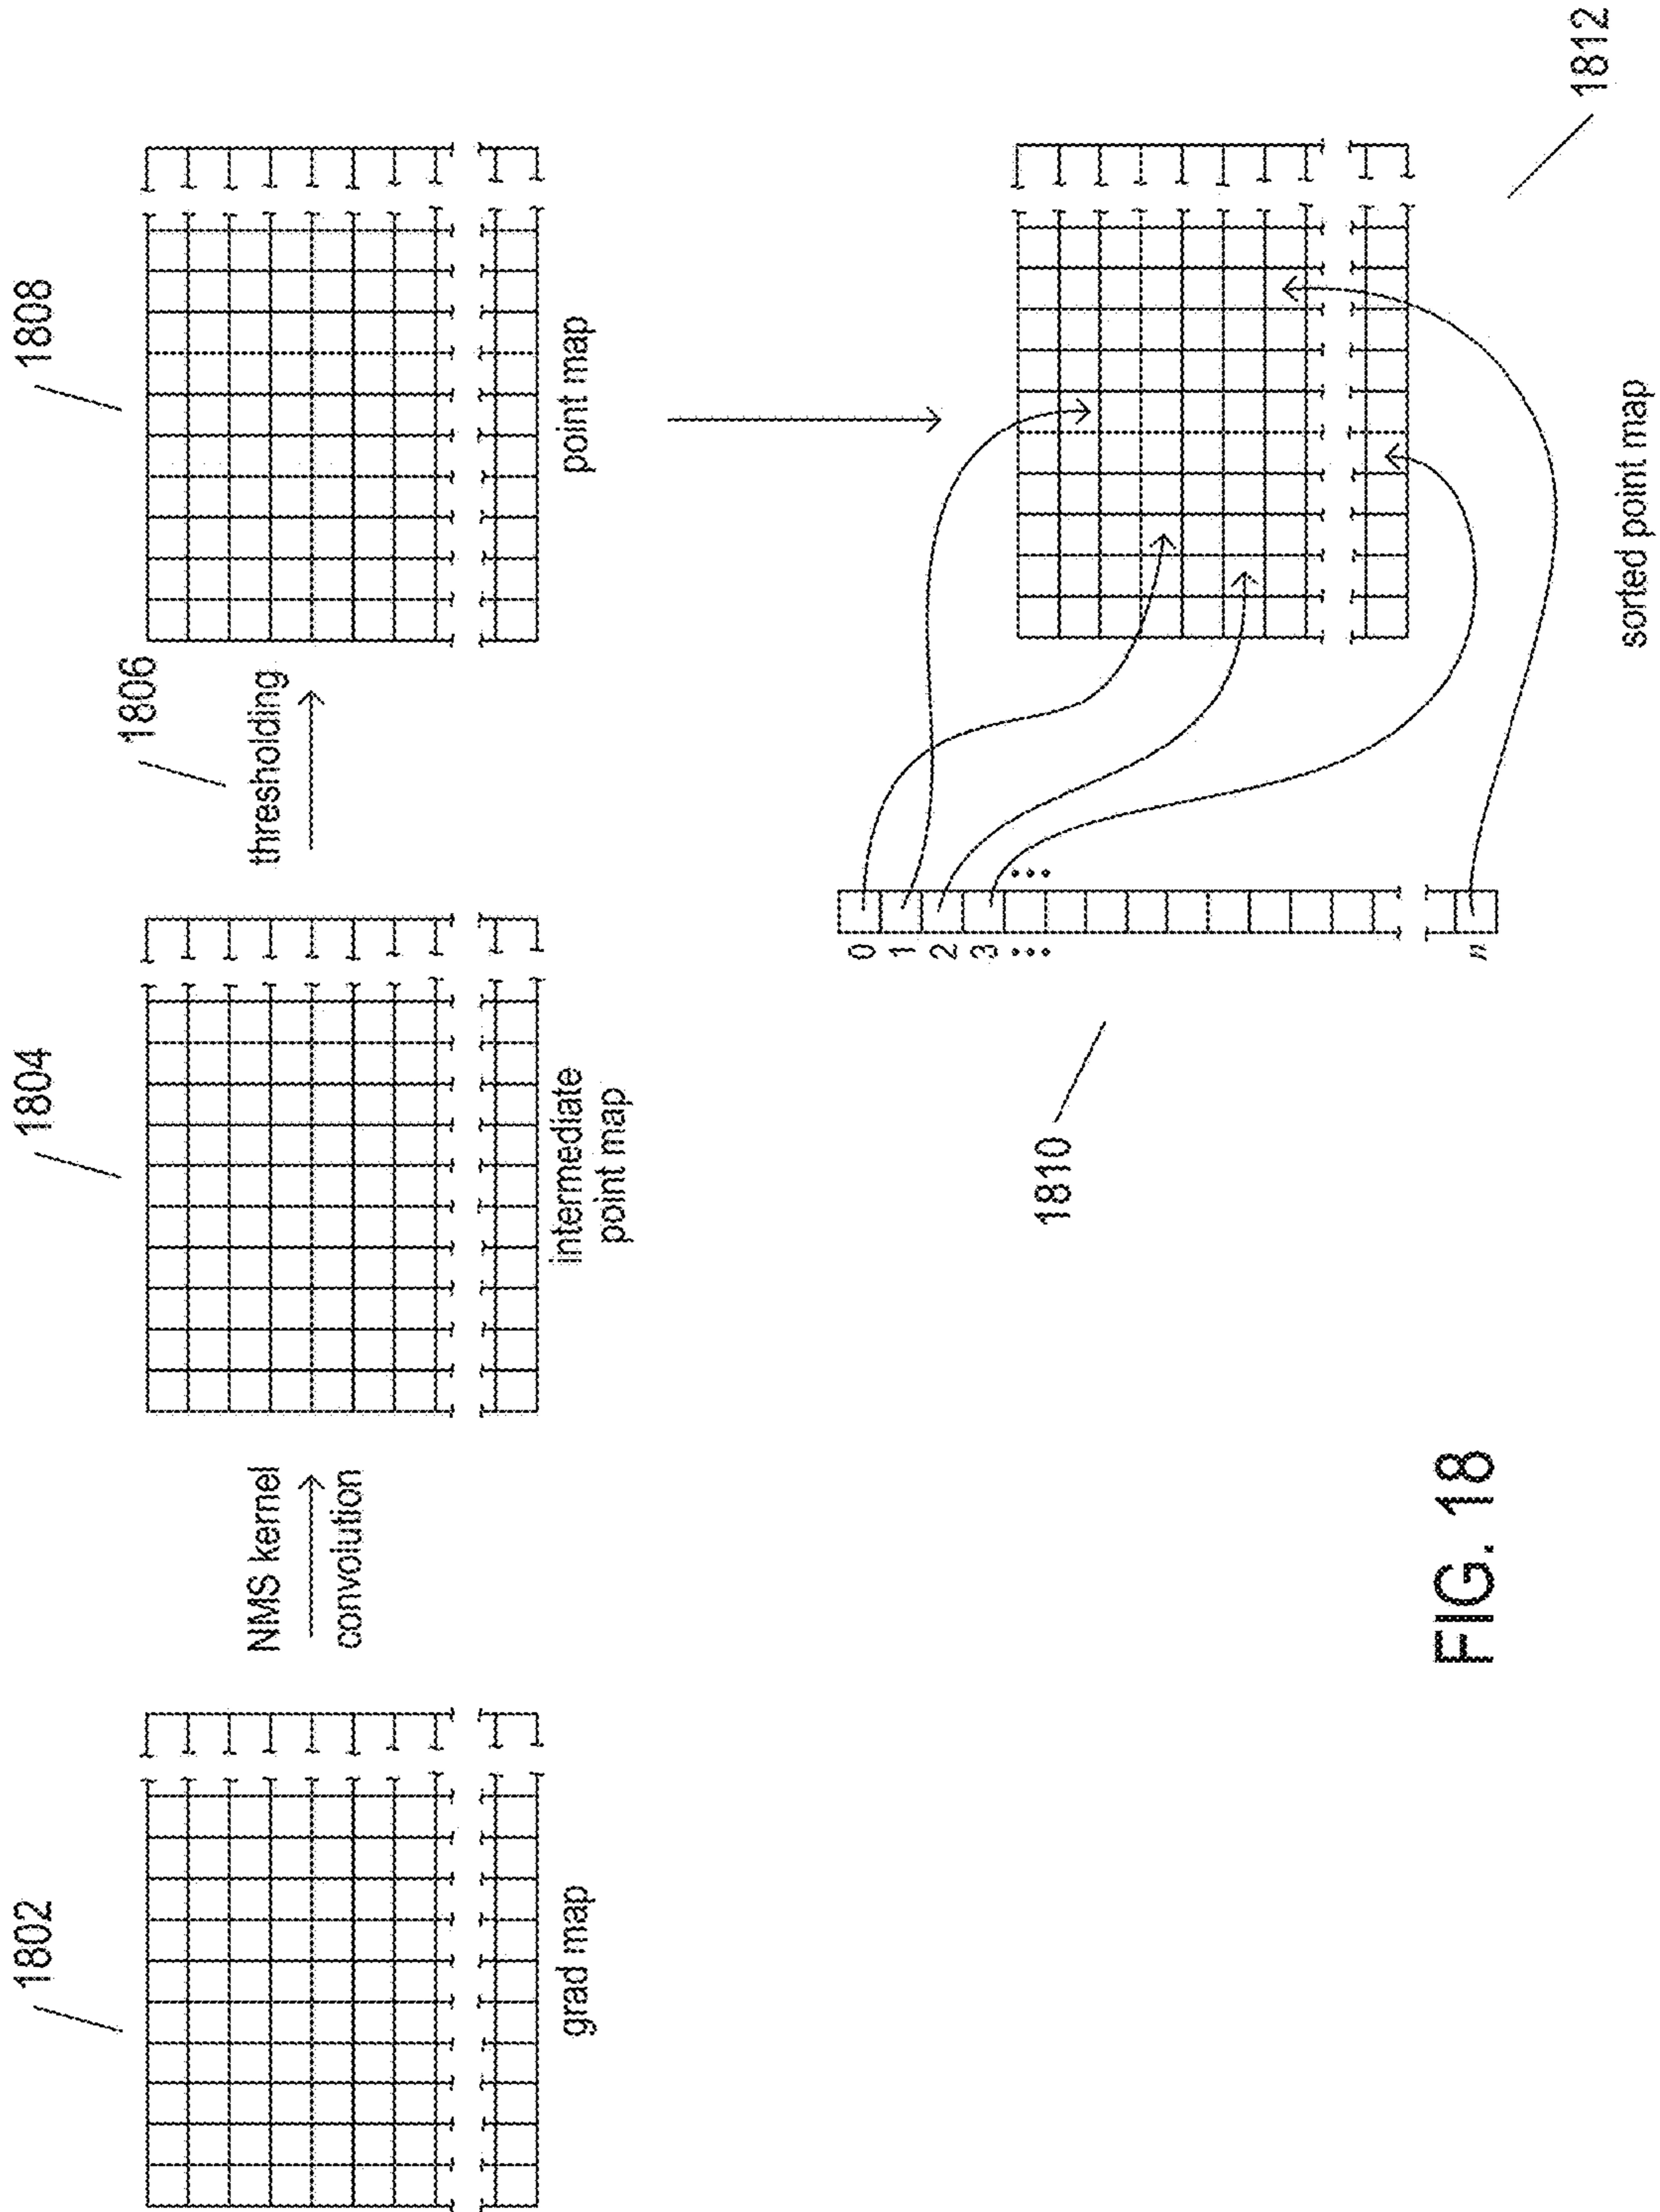 1802
grad map
NMS kernel
convolution
1804
intermediate
point map
1806
thresholding
1808
point map
1810
0
1
2
3
...
...
n
sorted point map
1812
FIG. 18